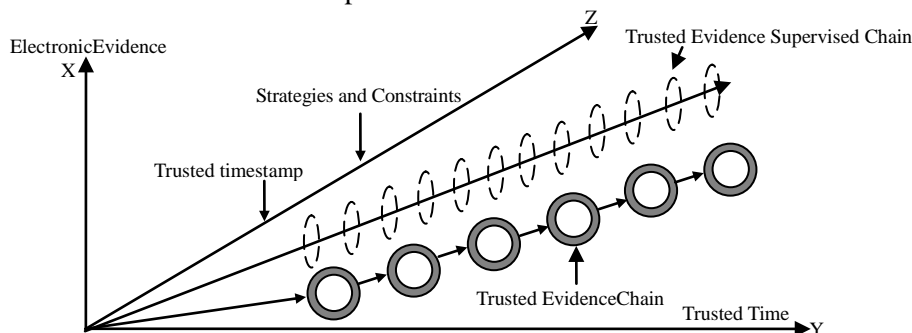 Z
ElectronicEvidence
Trusted Evidence Supervised Chain
X
Strategies and Constraints
Trusted timestamp
Trusted EvidenceChain
Trusted Time
Y